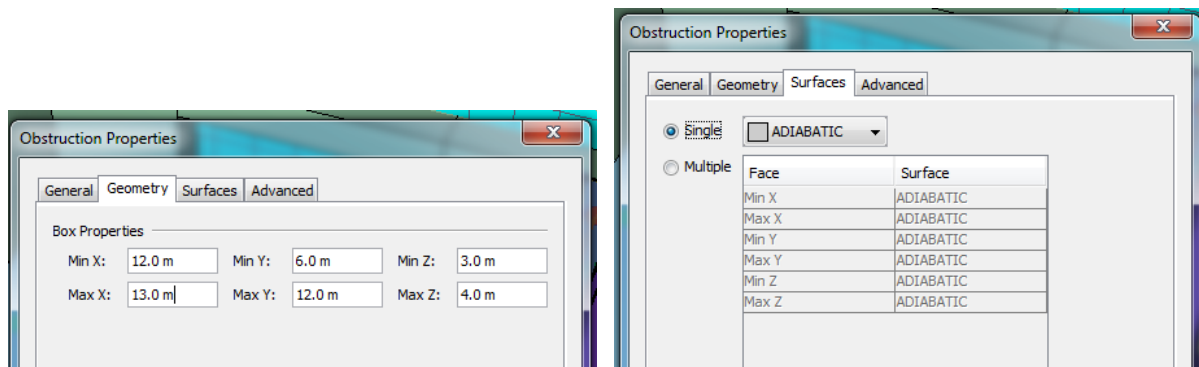 Obstruction Properties
X
General Geometry Surfaces Advanced
Box Properties
Min X: 12.0 m Min Y: 6.0 m Min Z: 3.0 m
Max X: 13.0 m Max Y: 12.0 m Max Z: 4.0 m
Obstruction Properties
X
General Geometry Surfaces Advanced
Single ADIABATIC
Multiple Face Surface
Min X ADIABATIC
Max X ADIABATIC
Min Y ADIABATIC
Max Y ADIABATIC
Min Z ADIABATIC
Max Z ADIABATIC